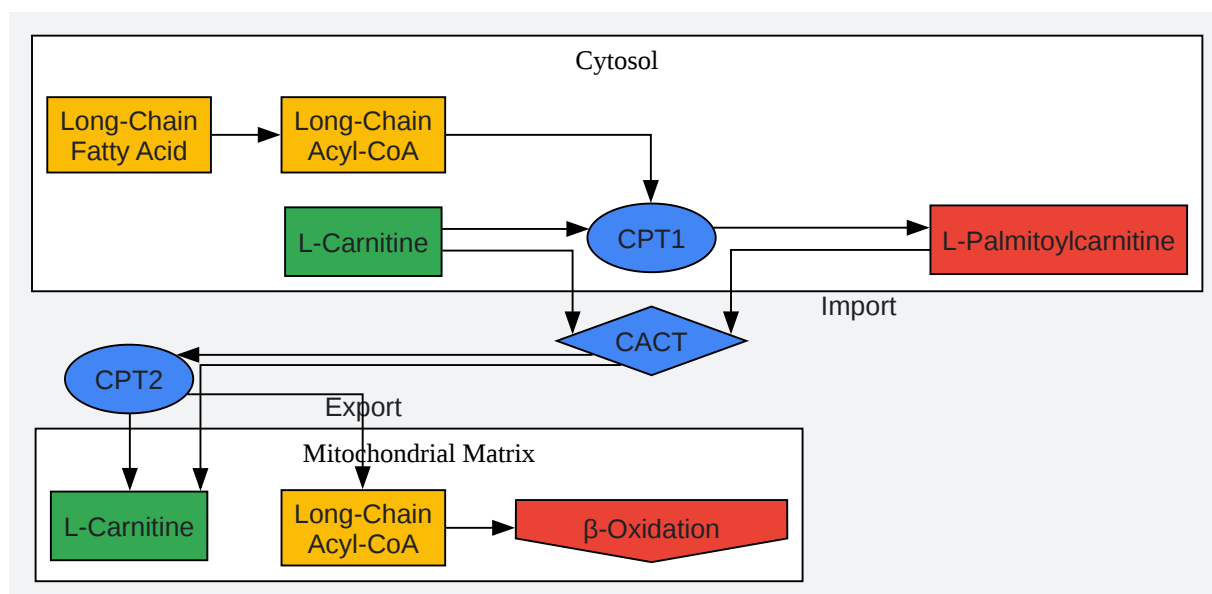 Cytosol
Long-Chain
Fatty Acid
Long-Chain
Acyl-CoA
L-Carnitine
CPT1
L-Palmitoylcarnitine
Import
CACT
CPT2
Export
Mitochondrial Matrix
L-Carnitine
Long-Chain
Acyl-CoA
β-Oxidation